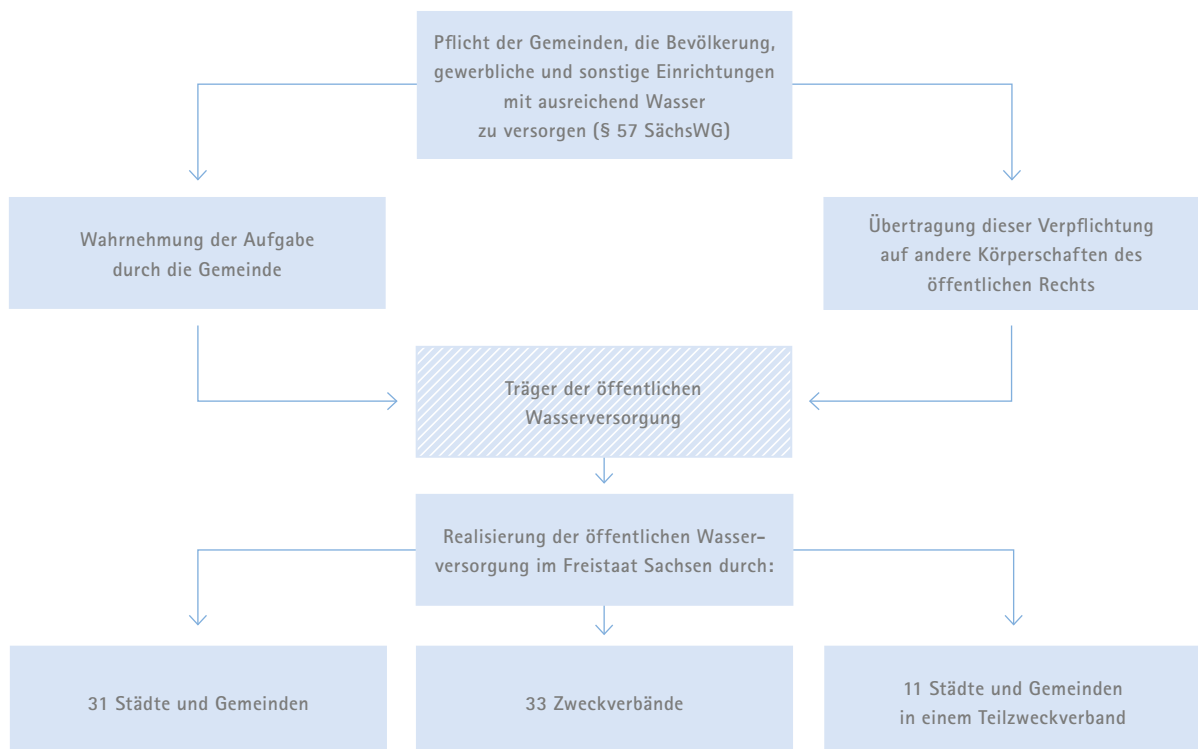 Pflicht der Gemeinden, die Bevölkerung,
gewerbliche und sonstige Einrichtungen
mit ausreichend Wasser
zu versorgen (§ 57 SächsWG)
Wahrnehmung der Aufgabe
durch die Gemeinde
Übertragung dieser Verpflichtung
auf andere Körperschaften des
öffentlichen Rechts
Träger der öffentlichen
Wasserversorgung
Realisierung der öffentlichen Wasser-
versorgung im Freistaat Sachsen durch:
31 Städte und Gemeinden
33 Zweckverbände
11 Städte und Gemeinden
in einem Teilzweckverband